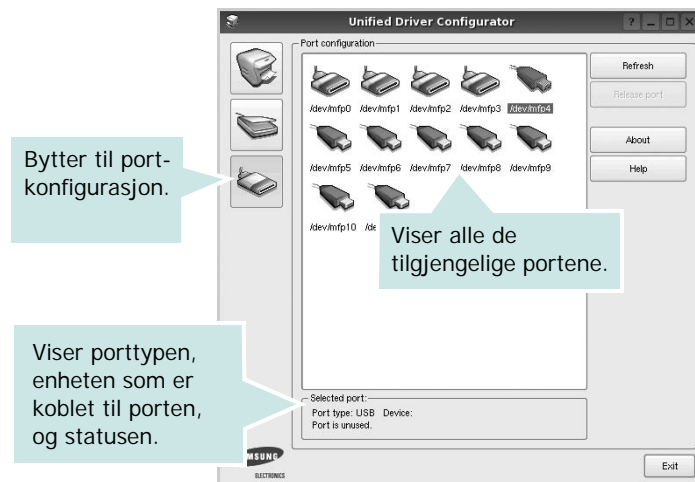 Unified Driver Configurator
Port configuration
/dev/mfp0 /dev/mfp1 /dev/mfp2 /dev/mfp3 /dev/mfp4
/dev/mfp5 /dev/mfp6 /dev/mfp7 /dev/mfp8 /dev/mfp9
/dev/mfp10
Refresh
Release port
About
Help
Bytter til port-
konfigurasjon.
Viser alle de
tilgjengelige portene.
Viser porttypen,
enheten som er
koblet til porten,
og statusen.
Selected port:
Port type: USB Device:
Port is unused.
MSUNG
ELECTRONICS
Exit